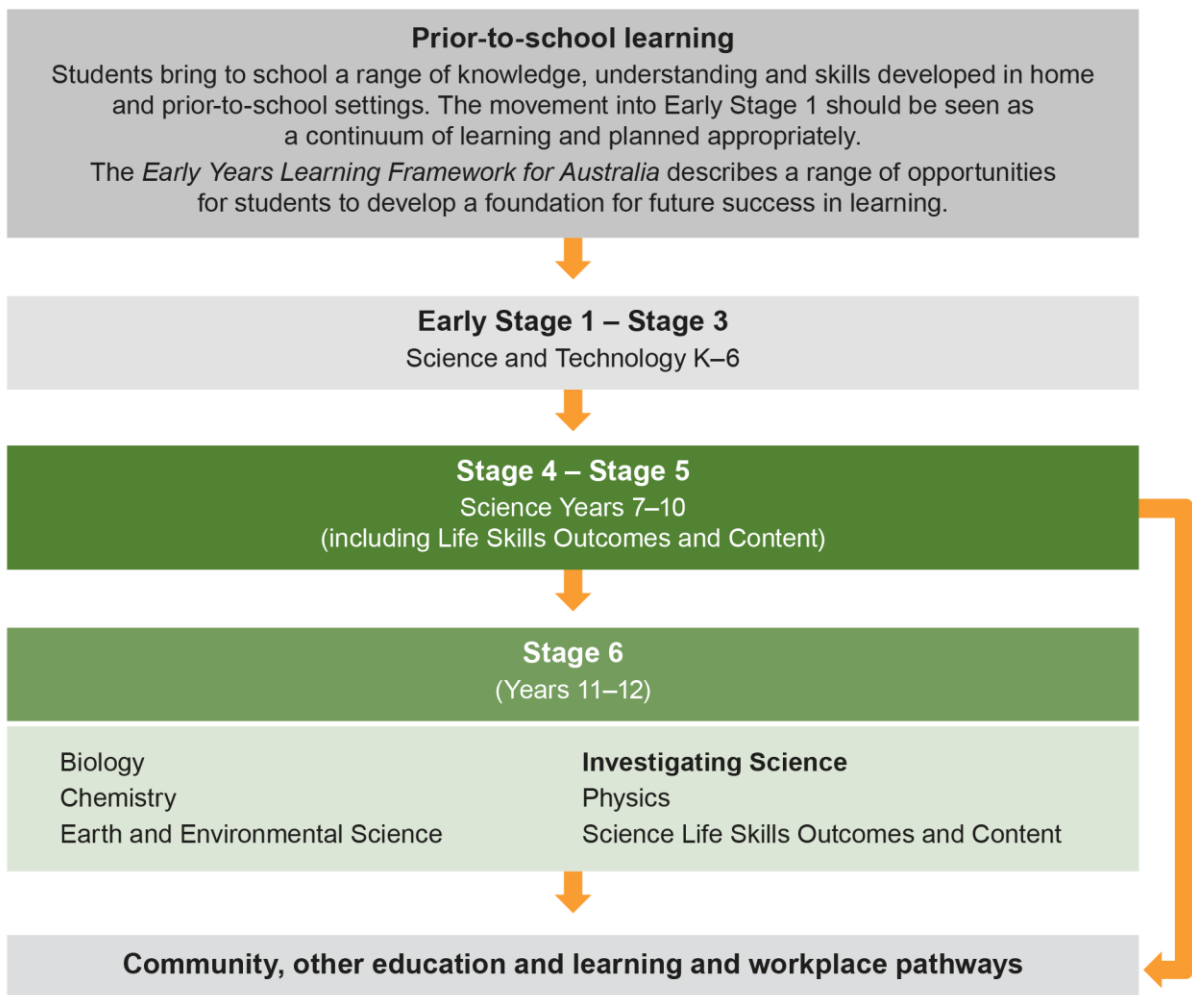 Prior-to-school learning
Students bring to school a range of knowledge, understanding and skills developed in home
and prior-to-school settings. The movement into Early Stage 1 should be seen as
a continuum of learning and planned appropriately.
The Early Years Learning Framework for Australia describes a range of opportunities
for students to develop a foundation for future success in learning.
Early Stage 1 – Stage 3
Science and Technology K–6
Stage 4 – Stage 5
Science Years 7–10
(including Life Skills Outcomes and Content)
Stage 6
(Years 11–12)
Biology
Chemistry
Earth and Environmental Science
Investigating Science
Physics
Science Life Skills Outcomes and Content
Community, other education and learning and workplace pathways